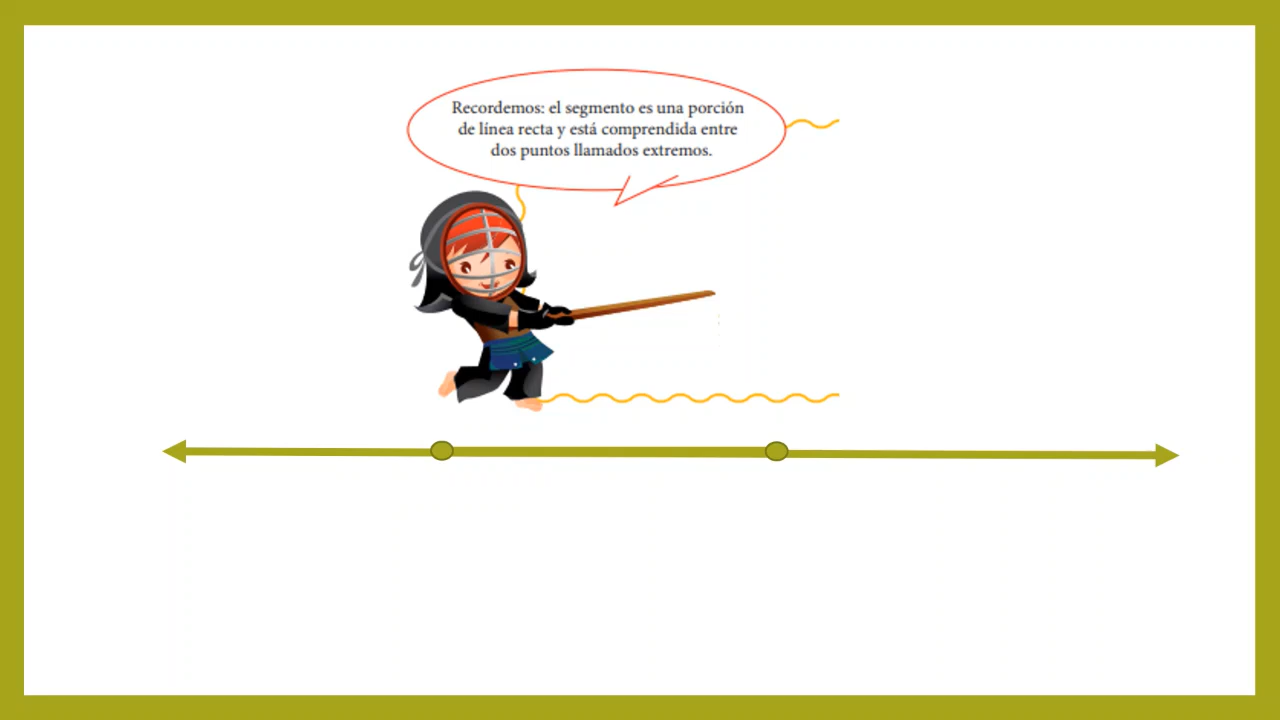 Recordemos: el segmento es una porción
de línea recta y está comprendida entre
dos puntos llamados extremos.